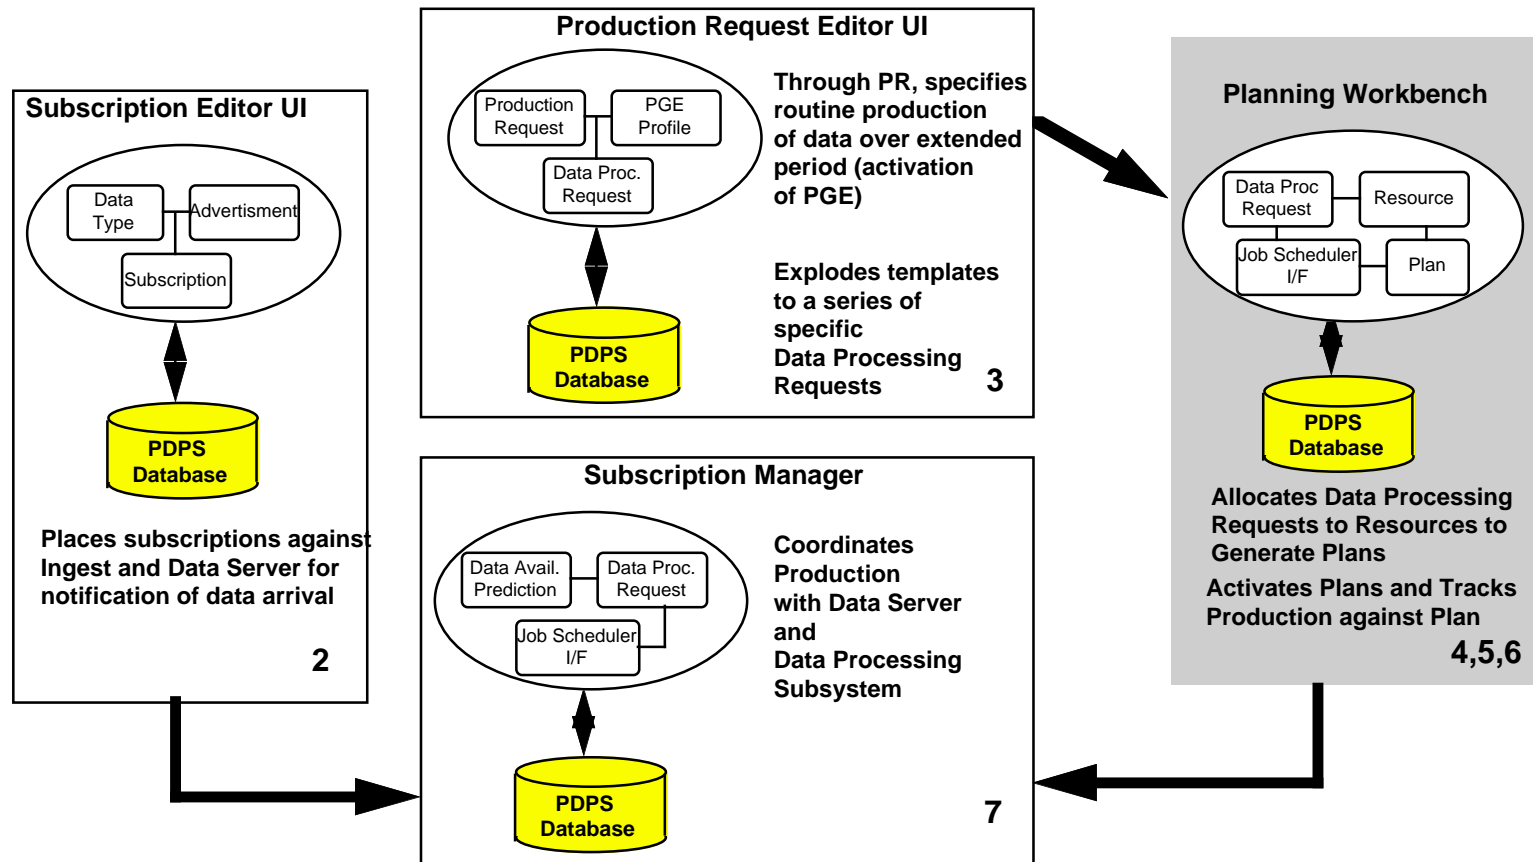 Subscription Editor UI
Data
Type
Advertisment
Subscription
PDPS
Database
Places subscriptions against
Ingest and Data Server for
notification of data arrival
2
Production Request Editor UI
Production
Request
PGE
Profile
Data Proc.
Request
PDPS
Database
Through PR, specifies
routine production
of data over extended
period (activation
of PGE)
Explodes templates
to a series of
specific
Data Processing
Requests
3
Subscription Manager
Data Avail.
Prediction
Data Proc.
Request
Job Scheduler
I/F
PDPS
Database
Coordinates
Production
with Data Server
and
Data Processing
Subsystem
7
Planning Workbench
Data Proc
Request
Resource
Job Scheduler
I/F
Plan
PDPS
Database
Allocates Data Processing
Requests to Resources to
Generate Plans
Activates Plans and Tracks
Production against Plan
4,5,6